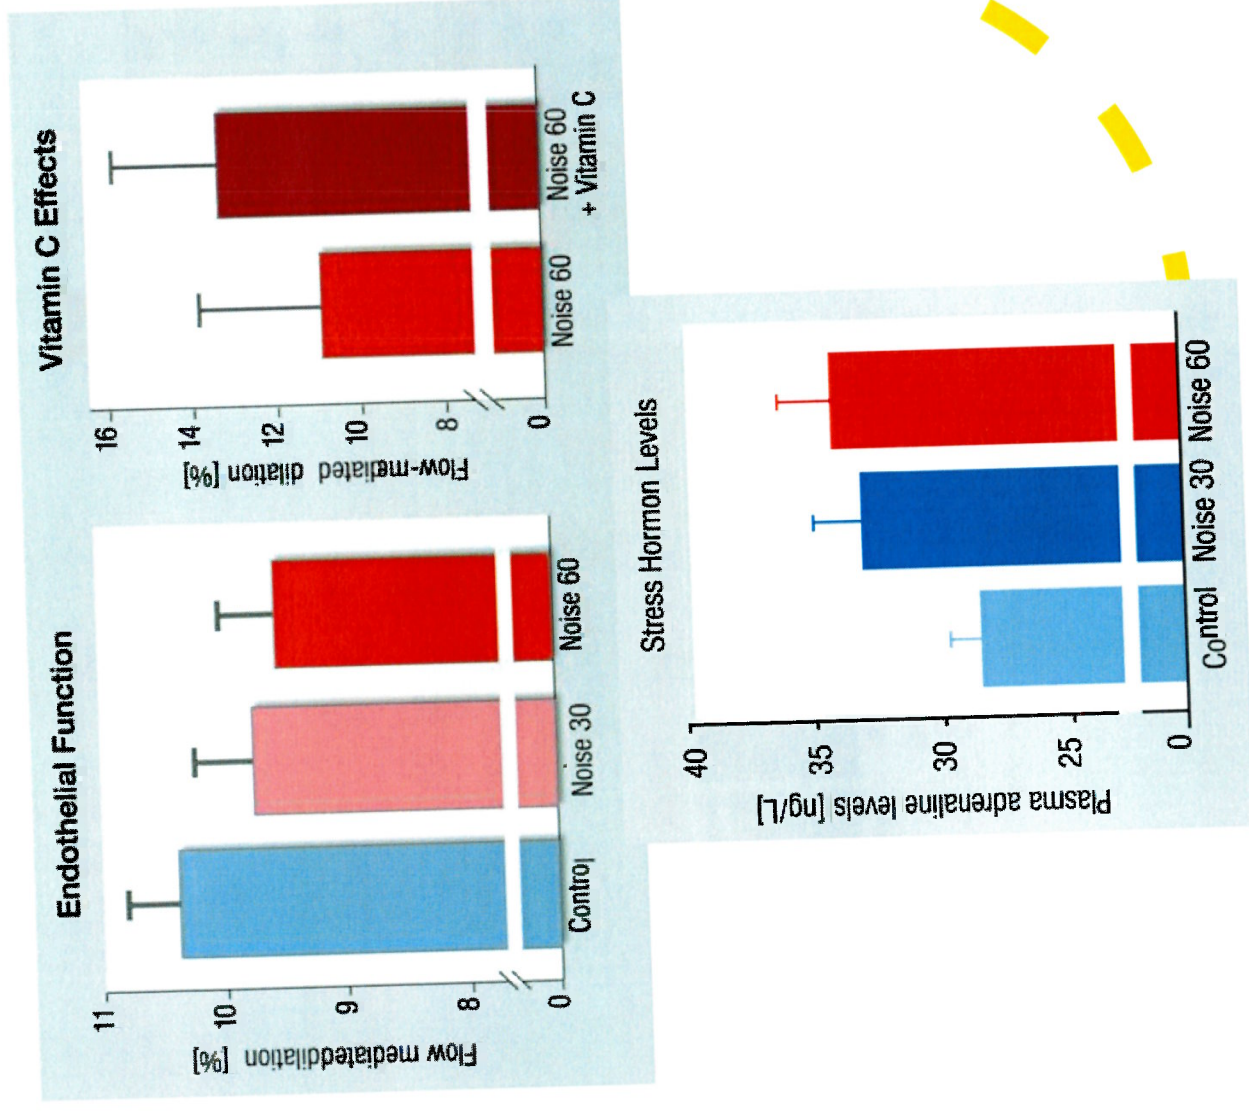 Endothelial Function
Flow mediateddilation [%]
11
10
9
8
0
Control
Noise 30
Noise 60
Vitamin C Effects
Flow-mediated dilation [%]
16
14
12
10
8
0
Noise 60
Noise 60
+ Vitamin C
Stress Hormon Levels
Plasma adrenaline levels [ng/L]
40
35
30
25
0
Control
Noise 30
Noise 60